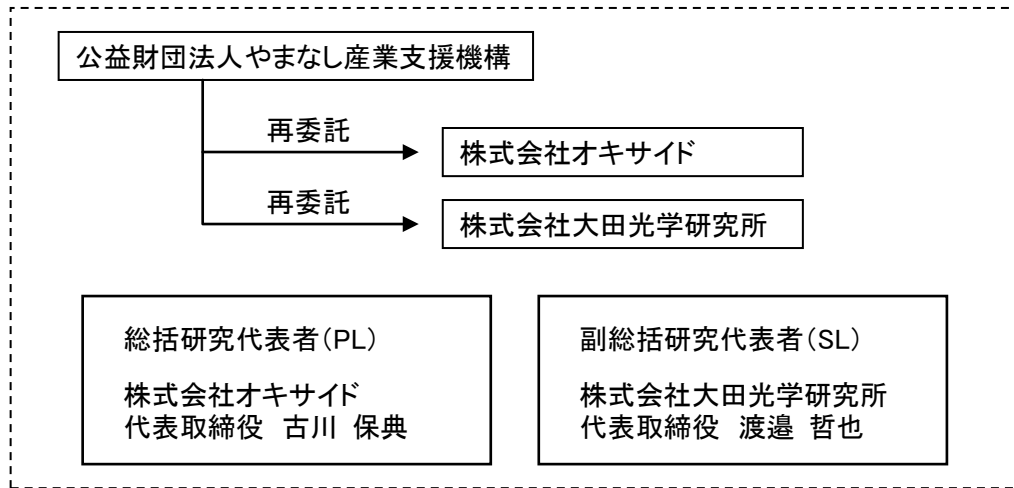 公益財団法人やまなし産業支援機構
再委託
株式会社オキサイド
再委託
株式会社大田光学研究所
総括研究代表者（PL）
株式会社オキサイド
代表取締役 古川 保典
副総括研究代表者（SL）
株式会社大田光学研究所
代表取締役 渡邉 哲也